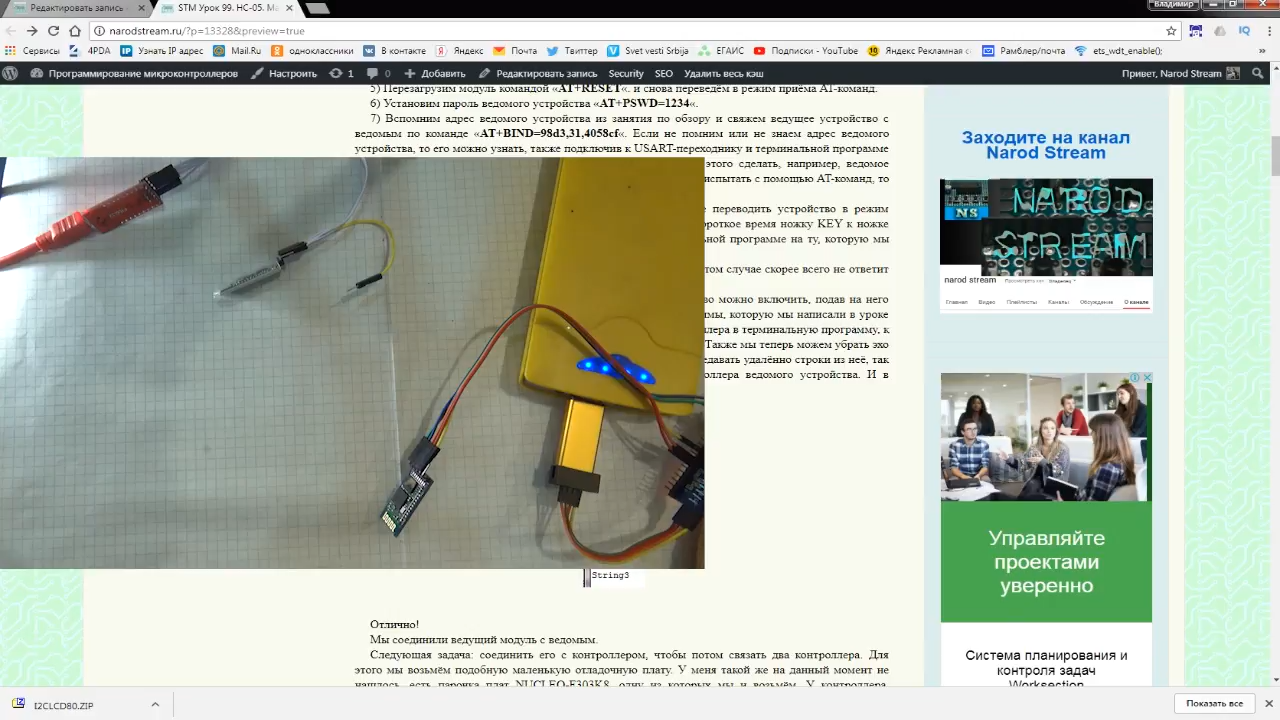 Редактировать запись
STM Урок 99. HC-05. Ма
Владимир
narodstream.ru/?p=13328&preview=true
Сервисы
4PDA
Узнать IP адрес
Mail.Ru
одноклассники
В контакте
Яндекс
Почта
Твиттер
Svet vesti Srbija
ЕГАИС
Подписки - YouTube
Яндекс Рекламная с
Рамблер/почта
ets_wdt_enable();
Программирование микроконтроллеров
Настроить
1
0
Добавить
Редактировать запись
Security
SEO
Удалить весь кэш
Привет, Narod Stream
5) Перезагрузим модуль командой «AT+RESET«. и снова переведём в режим приёма AT-команд.
6) Установим пароль ведомого устройства «AT+PSWD=1234«.
7) Вспомним адрес ведомого устройства из занятия по обзору и свяжем ведущее устройство с
ведомым по команде «AT+BIND=98d3,31,4058cf«. Если не помним или не знаем адрес ведомого
устройства, то его можно узнать, также подключив к USART-переходнику и терминальной программе
этого сделать, например, ведомое
испытать с помощью AT-команд, то
е переводить устройство в режим
ороткое время ножку KEY к ножке
ьной программе на ту, которую мы
том случае скорее всего не ответит
во можно включить, подав на него
мы, которую мы написали в уроке
ллера в терминальную программу, к
Также мы теперь можем убрать эхо
едавать удалённо строки из неё, так
оллера ведомого устройства. И в
String3
Отлично!
Мы соединили ведущий модуль с ведомым.
Следующая задача: соединить его с контроллером, чтобы потом связать два контроллера. Для
этого мы возьмём подобную маленькую отладочную плату. У меня такой же на данный момент не
нашлось, есть парочка плат NUCLEO-F303K8, одну из которых мы и возьмём. У контроллера
Заходите на канал
Narod Stream
NAROD
STREAM
NS
narod stream
Главная
Видео
Плейлисты
Каналы
Обсуждение
О канале
Управляйте
проектами
уверенно
Система планирования и
контроля задач
Worksection
I2CLCD80.ZIP
Показать все